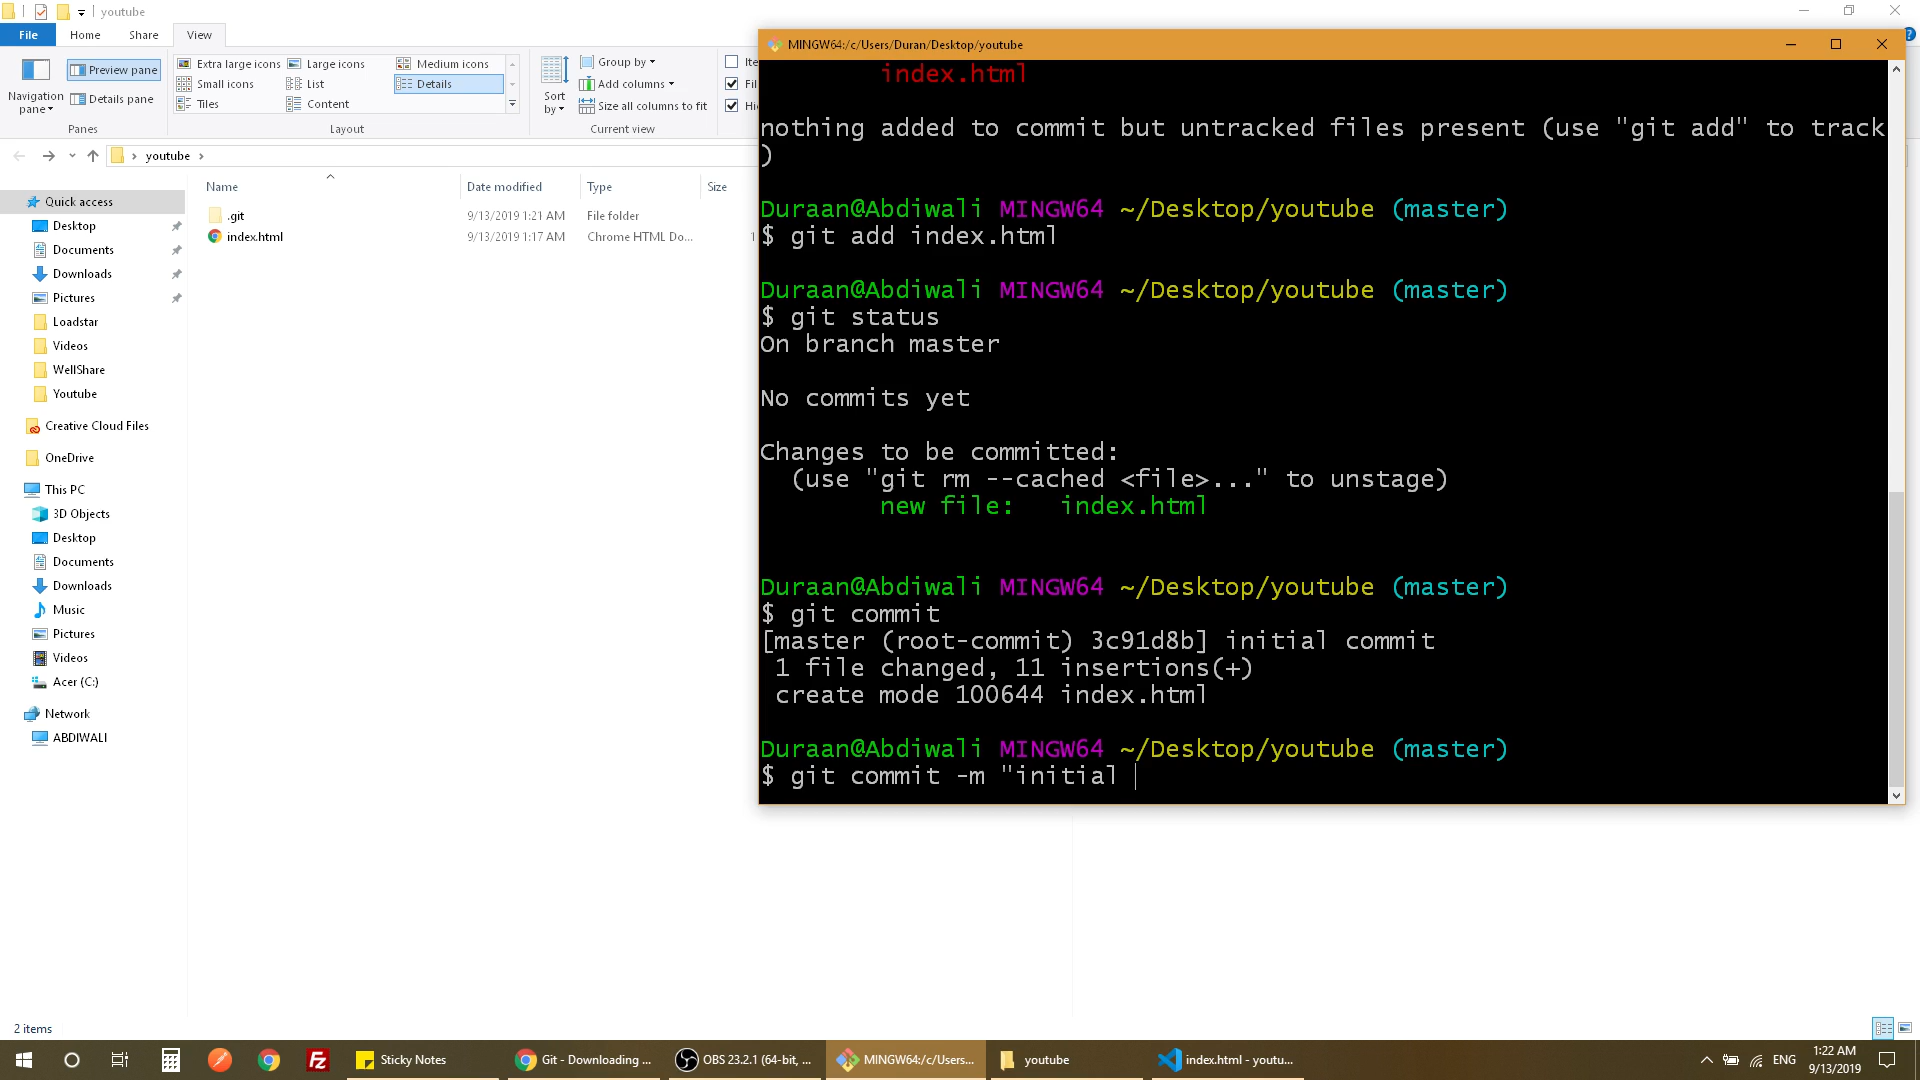 youtube
File Home Share View
Navigation pane
Preview pane
Details pane
Panes
Extra large icons Large icons Medium icons
Small icons List Details
Tiles Content
Layout
Sort by
Group by
Add columns
Size all columns to fit
Current view
youtube
Name Date modified Type Size
.git 9/13/2019 1:21 AM File folder
index.html 9/13/2019 1:17 AM Chrome HTML Do... 1
Quick access
Desktop
Documents
Downloads
Pictures
Loadstar
Videos
WellShare
Youtube
Creative Cloud Files
OneDrive
This PC
3D Objects
Desktop
Documents
Downloads
Music
Pictures
Videos
Acer (C:)
Network
ABDIWALI
2 items
MINGW64:/c/Users/Duran/Desktop/youtube
index.html
nothing added to commit but untracked files present (use "git add" to track
)
Duraan@Abdiwali MINGW64 ~/Desktop/youtube (master)
$ git add index.html
Duraan@Abdiwali MINGW64 ~/Desktop/youtube (master)
$ git status
On branch master
No commits yet
Changes to be committed:
(use "git rm --cached <file>..." to unstage)
new file: index.html
Duraan@Abdiwali MINGW64 ~/Desktop/youtube (master)
$ git commit
[master (root-commit) 3c91d8b] initial commit
1 file changed, 11 insertions(+)
create mode 100644 index.html
Duraan@Abdiwali MINGW64 ~/Desktop/youtube (master)
$ git commit -m "initial
Sticky Notes
Git - Downloading ...
OBS 23.2.1 (64-bit, ...
MINGW64:/c/Users...
youtube
index.html - youtu...
ENG
1:22 AM
9/13/2019